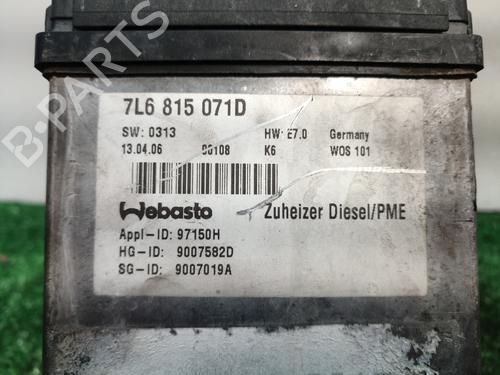 7L6 815 071D
SW: 0313 HW: E7.0 Germany
13.04.06 00108 K6 WOS 101
Webasto Zuheizer Diesel/PME
Appl-ID: 97150H
HG-ID: 9007582D
SG-ID: 9007019A
B-PARTS